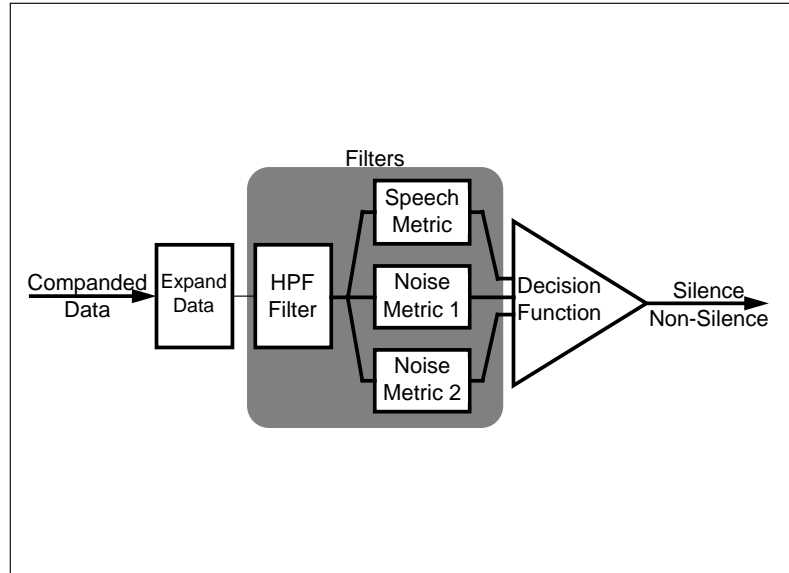 Filters
Speech
Metric
Companded
Data
Expand
Data
HPF
Filter
Noise
Metric 1
Noise
Metric 2
Decision
Function
Silence
Non-Silence